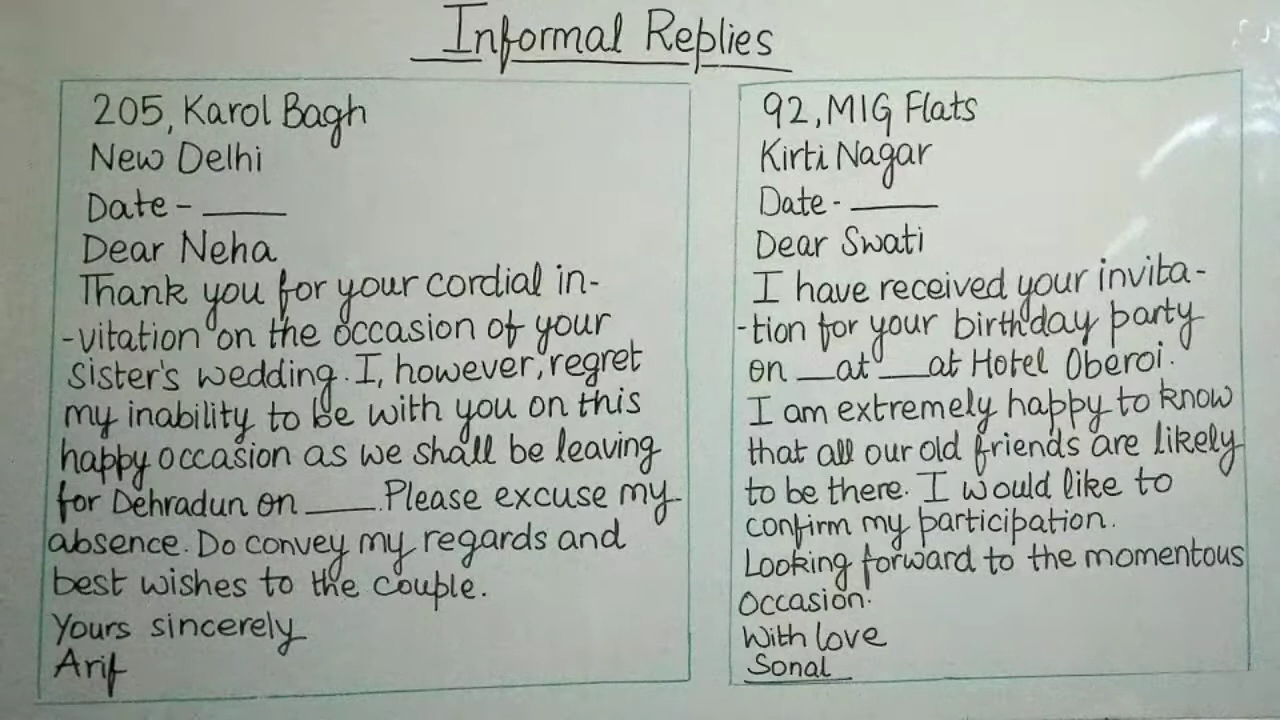 Informal Replies
205, Karol Bagh
New Delhi
Date - ____
Dear Neha
Thank you for your cordial in-
-vitation on the occasion of your
sister's wedding. I, however, regret
my inability to be with you on this
happy occasion as we shall be leaving
for Dehradun on ____. Please excuse my
absence. Do convey my regards and
best wishes to the couple.
Yours sincerely
Arif
92, MIG Flats
Kirti Nagar
Date - ____
Dear Swati
I have received your invita-
-tion for your birthday party
on __ at __ at Hotel Oberoi.
I am extremely happy to know
that all our old friends are likely
to be there. I would like to
confirm my participation.
Looking forward to the momentous
occasion.
With love
Sonal